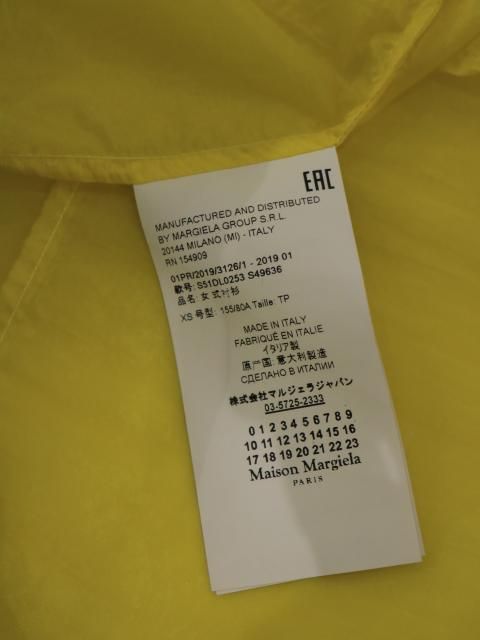 EAC
MANUFACTURED AND DISTRIBUTED
BY MARGIELA GROUP S.R.L.
20144 MILANO (MI) - ITALY
RN 154909
01PR/2019/3126/1 - 2019 01
款号: S51DL0253 S49636
品名: 女式衬衫
XS 号型: 155/80A Taille: TP
MADE IN ITALY
FABRIQUÉ EN ITALIE
イタリア製
原产国: 意大利製造
СДЕЛАНО В ИТАЛИИ
株式会社マルジェラジャパン
03-5725-2333
0 1 2 3 4 5 6 7 8 9
10 11 12 13 14 15 16
17 18 19 20 21 22 23
Maison Margiela
PARIS